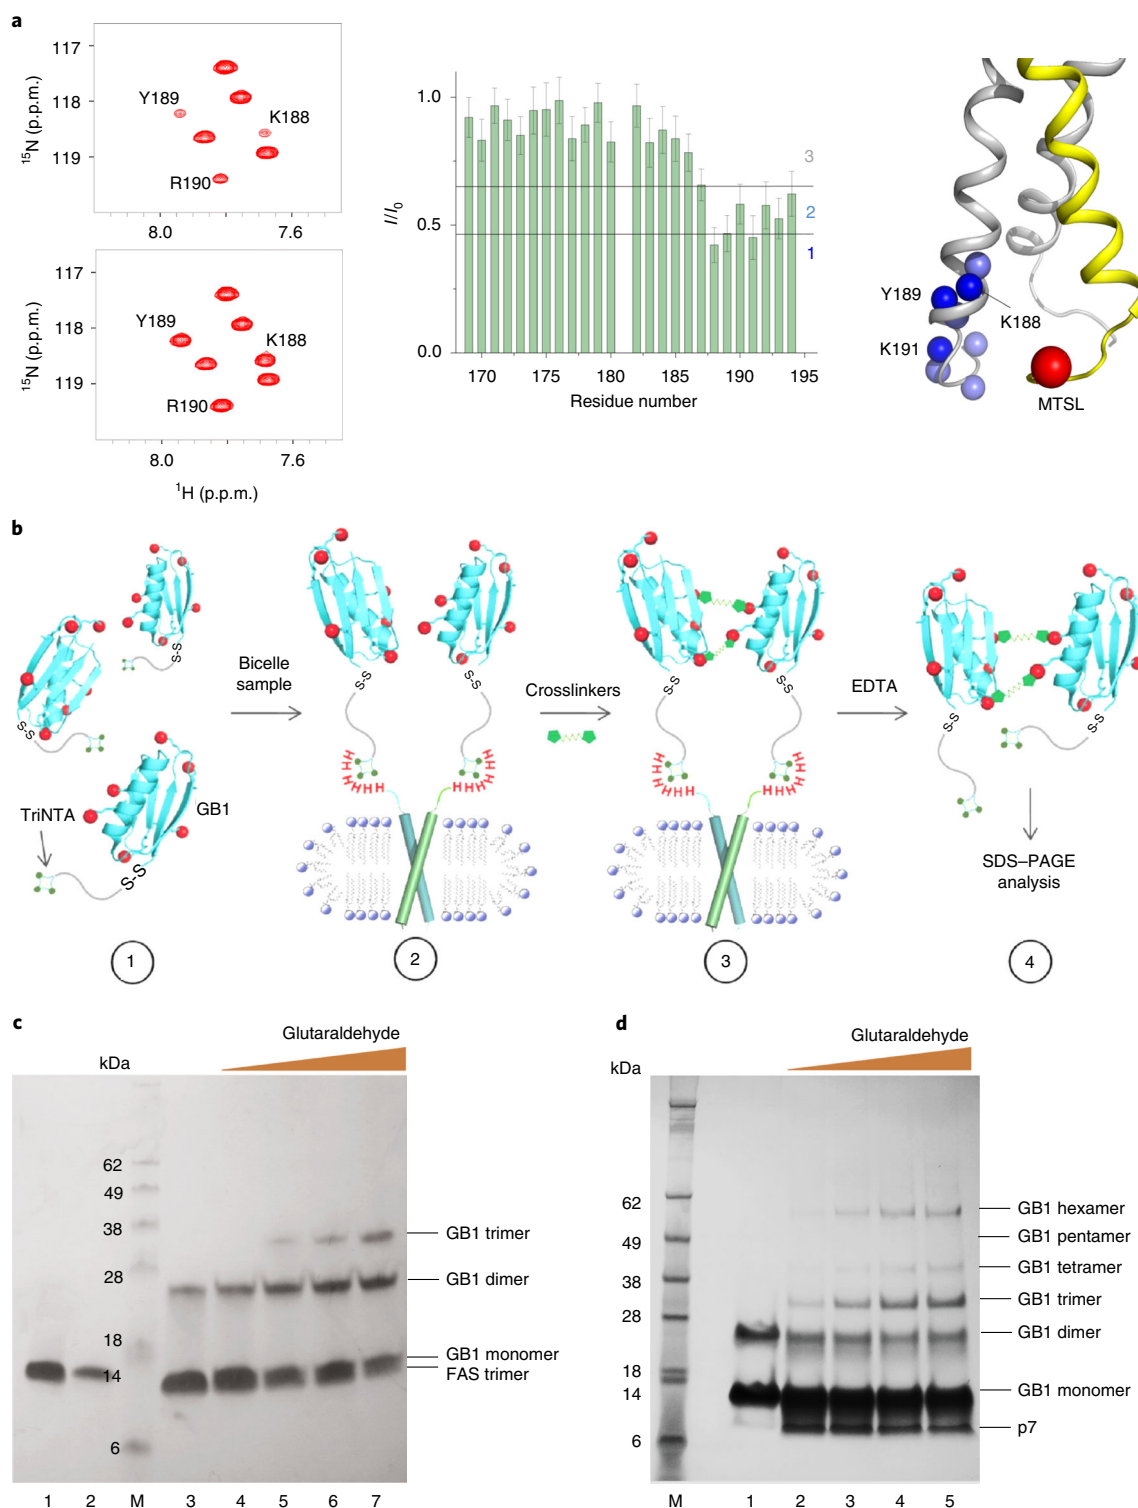 a
117
118
119
¹⁵N (p.p.m.)
Y189
K188
R190
8.0 7.6
117
118
119
¹⁵N (p.p.m.)
Y189
K188
R190
8.0 7.6
¹H (p.p.m.)
1.0
0.5
0.0
I/I₀
3
2
1
170 175 180 185 190 195
Residue number
Y189
K188
K191
MTSL
b
S-S
S-S
GB1
TriNTA
S-S
Bicelle
sample
S-S S-S
HHHHHH HHHHHH
Crosslinkers
S-S S-S
HHHHHH HHHHHH
EDTA
S-S S-S
SDS–PAGE
analysis
1 2 3 4
c
Glutaraldehyde
kDa
62
49
38
28
18
14
6
GB1 trimer
GB1 dimer
GB1 monomer
FAS trimer
1 2 M 3 4 5 6 7
d
Glutaraldehyde
kDa
62
49
38
28
18
14
6
GB1 hexamer
GB1 pentamer
GB1 tetramer
GB1 trimer
GB1 dimer
GB1 monomer
p7
M 1 2 3 4 5